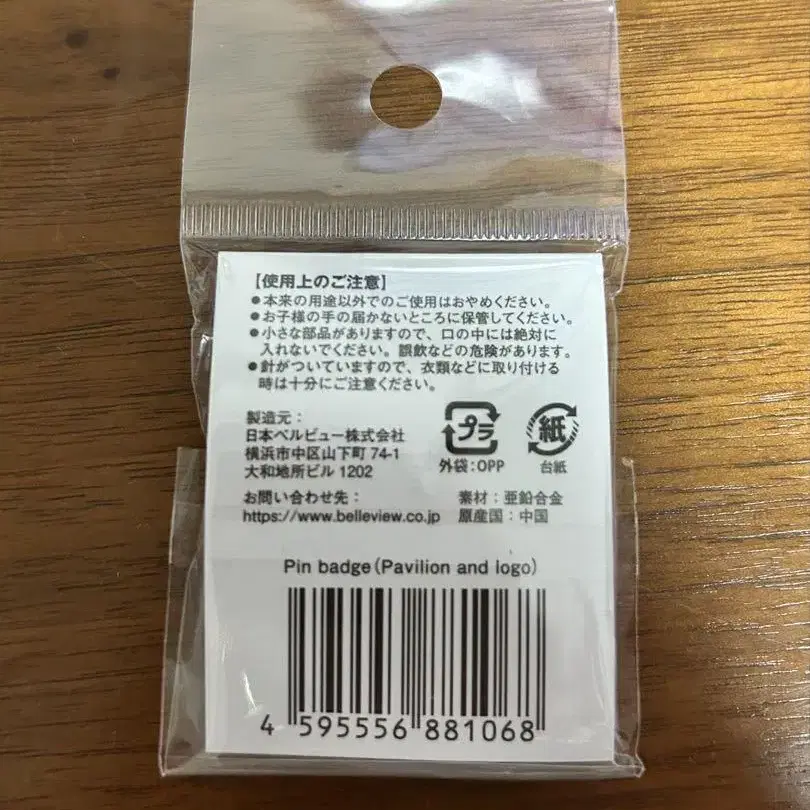 【使用上のご注意】
●本来の用途以外でのご使用はおやめください。
●お子様の手の届かないところに保管してください。
●小さな部品がありますので、口の中には絶対に
入れないでください。誤飲などの危険があります。
●針がついていますので、衣類などに取り付ける
時は十分にご注意ください。
製造元：
日本ベルビュー株式会社
横浜市中区山下町 74-1
大和地所ビル 1202
プラ
外袋：OPP
紙
台紙
お問い合わせ先：
https://www.belleview.co.jp
素材：亜鉛合金
原産国：中国
Pin badge（Pavilion and logo）
4 595556 881068